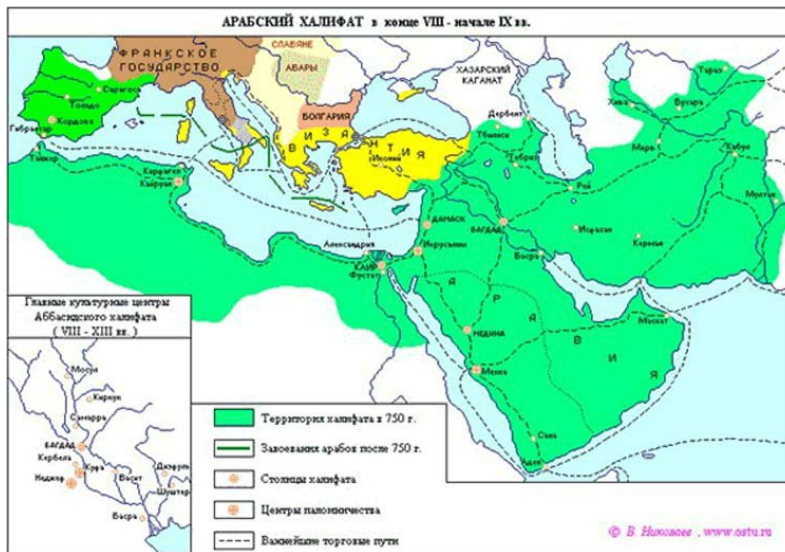 АРАБСКИЙ ХАЛИФАТ в конце VIII - начале IX вв.
ФРАНКСКОЕ
ГОСУДАРСТВО
СЛАВЯНЕ
АВАРЫ
ХАЗАРСКИЙ
КАГАНАТ
БОЛГАРИЯ
ВИЗАНТИЯ
Сарагоса
Толедо
Кордова
Гибралтар
Танжер
Карфаген
Кайруан
Иконий
Дербент
Тбилиси
Тебриз
Рей
Тараз
Хива
Бухара
Мерв
Кабул
Мултан
ДАМАСК
БАГДАД
Исфахан
Керман
Иерусалим
Басра
Александрия
КАИР
Фустат
АРАВИЯ
МЕДИНА
Мекка
Маскат
Сана
Аден
Главные культурные центры
Аббасидского халифата
( VIII - XIII вв. )
Мосул
Киркук
Самарра
БАГДАД
Кербела
Куфа
Неджеф
Васит
Шуштер
Басра
Территория халифата в 750 г.
Завоевания арабов после 750 г.
Столицы халифата
Центры паломничества
Важнейшие торговые пути
© В. Николаев , www.ostu.ru